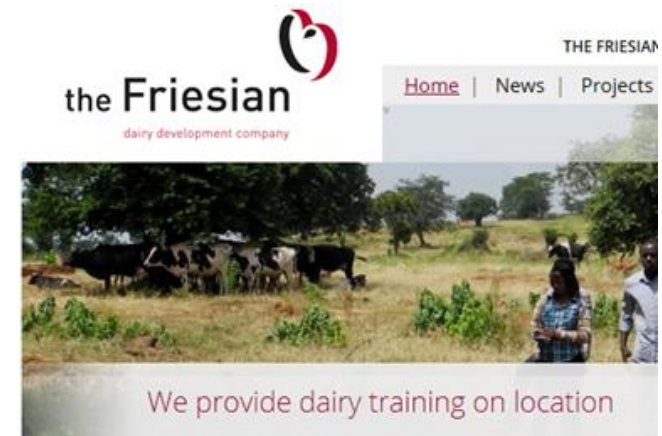 the Friesian
dairy development company
THE FRIESIAN
Home | News | Projects
We provide dairy training on location